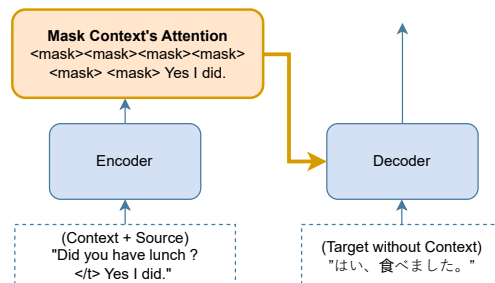 Mask Context's Attention
<mask><mask><mask><mask>
<mask> <mask> Yes I did.
Encoder
Decoder
(Context + Source)
"Did you have lunch ?
</t> Yes I did."
(Target without Context)
"はい、食べました。"